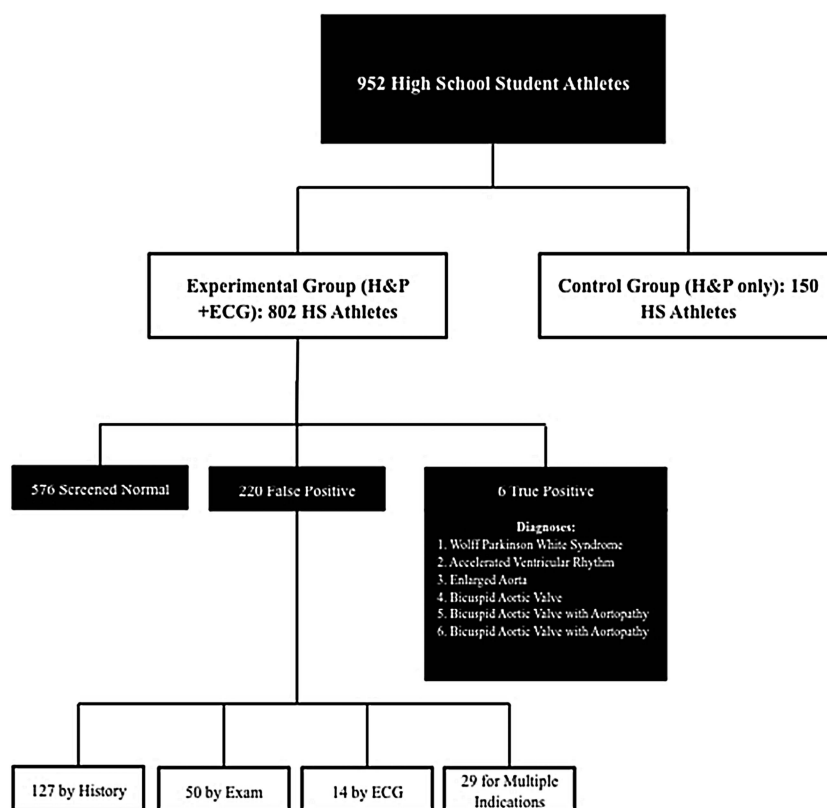 952 High School Student Athletes
Experimental Group (H&P
+ECG): 802 HS Athletes
Control Group (H&P only): 150
HS Athletes
576 Screened Normal
220 False Positive
6 True Positive
Diagnoses:
1. Wolff Parkinson White Syndrome
2. Accelerated Ventricular Rhythm
3. Enlarged Aorta
4. Bicuspid Aortic Valve
5. Bicuspid Aortic Valve with Aortopathy
6. Bicuspid Aortic Valve with Aortopathy
127 by History
50 by Exam
14 by ECG
29 for Multiple
Indications